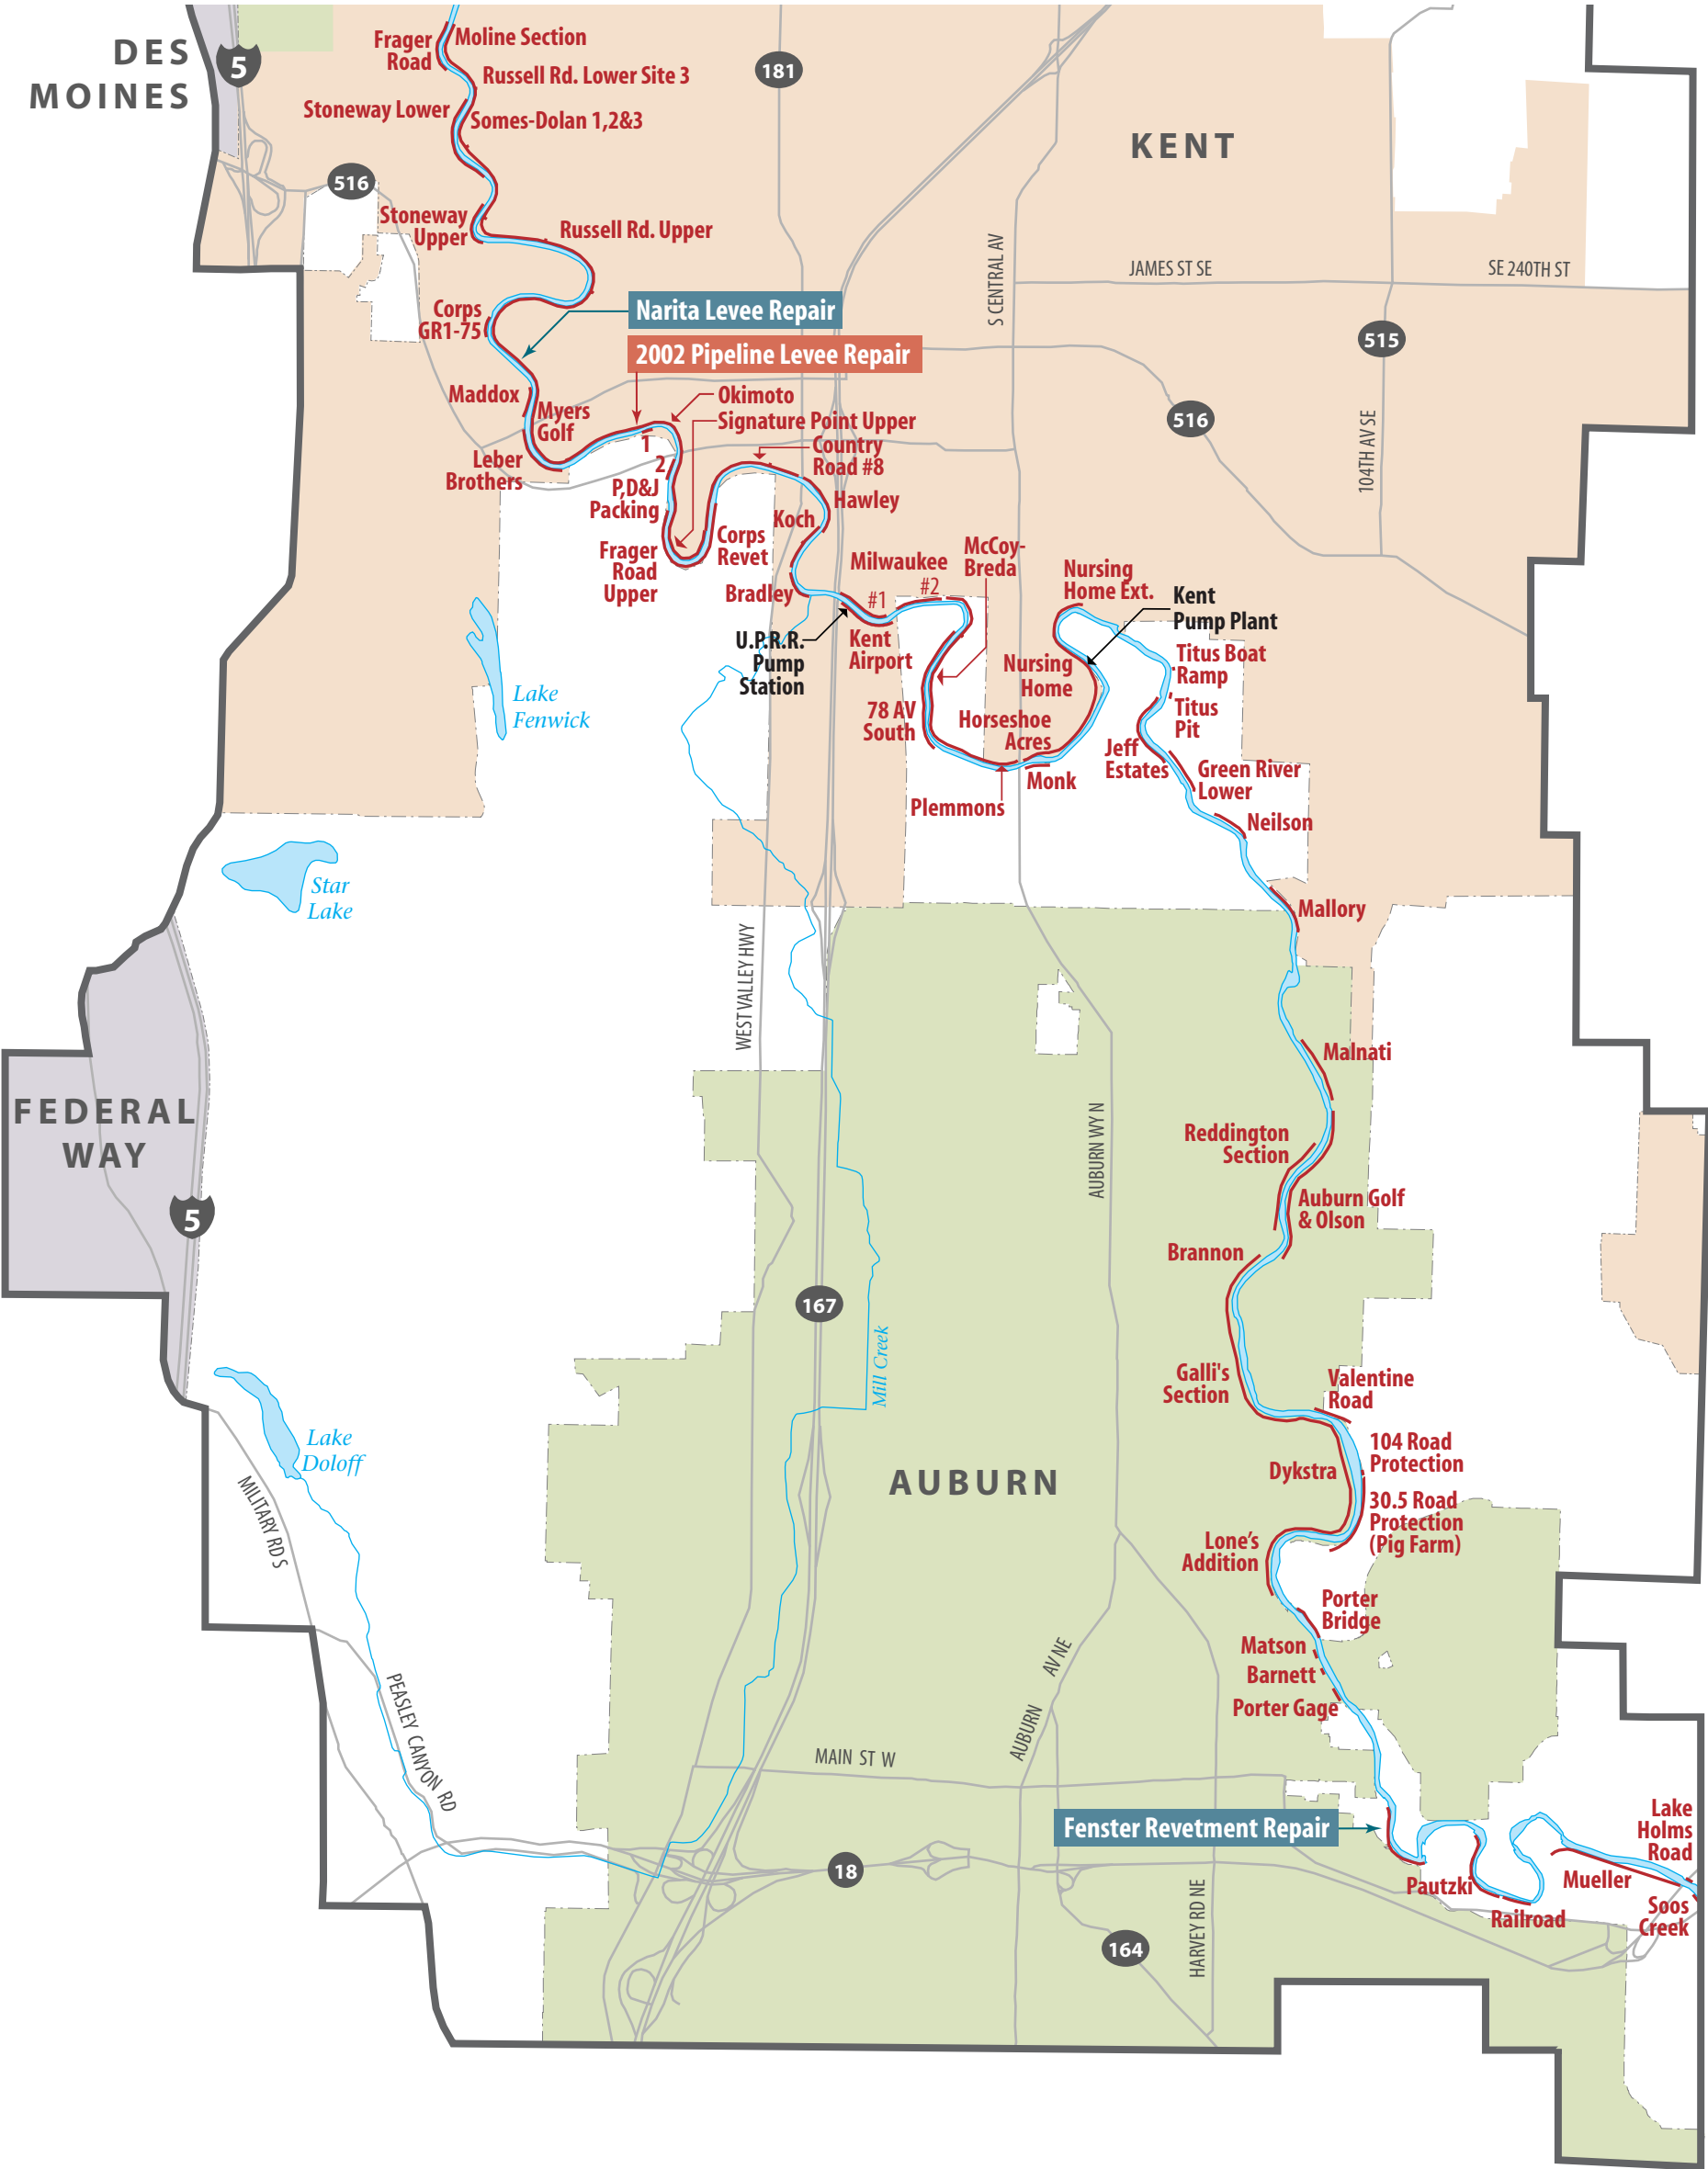 DES
MOINES
5
Frager
Road
Moline Section
Russell Rd. Lower Site 3
Stoneway Lower
Somes-Dolan 1,2&3
181
KENT
516
Stoneway
Upper
Russell Rd. Upper
S CENTRAL AV
JAMES ST SE
SE 240TH ST
Corps
GR1-75
Narita Levee Repair
2002 Pipeline Levee Repair
515
Maddox
Myers
Golf
Okimoto
Signature Point Upper
Country
Road #8
516
104TH AV SE
1
2
Leber
Brothers
P,D&J
Packing
Hawley
Koch
Corps
Revet
Frager
Road
Upper
Bradley
Milwaukee
#1
#2
McCoy-
Breda
Nursing
Home Ext.
Kent
Pump Plant
U.P.R.R.
Pump
Station
Kent
Airport
Nursing
Home
Titus Boat
Ramp
Lake
Fenwick
78 AV
South
Horseshoe
Acres
Titus
Pit
Jeff
Estates
Monk
Green River
Lower
Plemmons
Neilson
Star
Lake
Mallory
WEST VALLEY HWY
Malnati
FEDERAL
WAY
AUBURN WY N
Reddington
Section
5
Auburn Golf
& Olson
Brannon
167
Mill Creek
Galli's
Section
Valentine
Road
Lake
Doloff
104 Road
Protection
Dykstra
AUBURN
30.5 Road
Protection
(Pig Farm)
MILITARY RD S
Lone's
Addition
Porter
Bridge
Matson
Barnett
Porter Gage
PEASLEY CANYON RD
AUBURN AV NE
MAIN ST W
Fenster Revetment Repair
Lake
Holms
Road
18
Pautzki
Mueller
Railroad
Soos
Creek
HARVEY RD NE
164